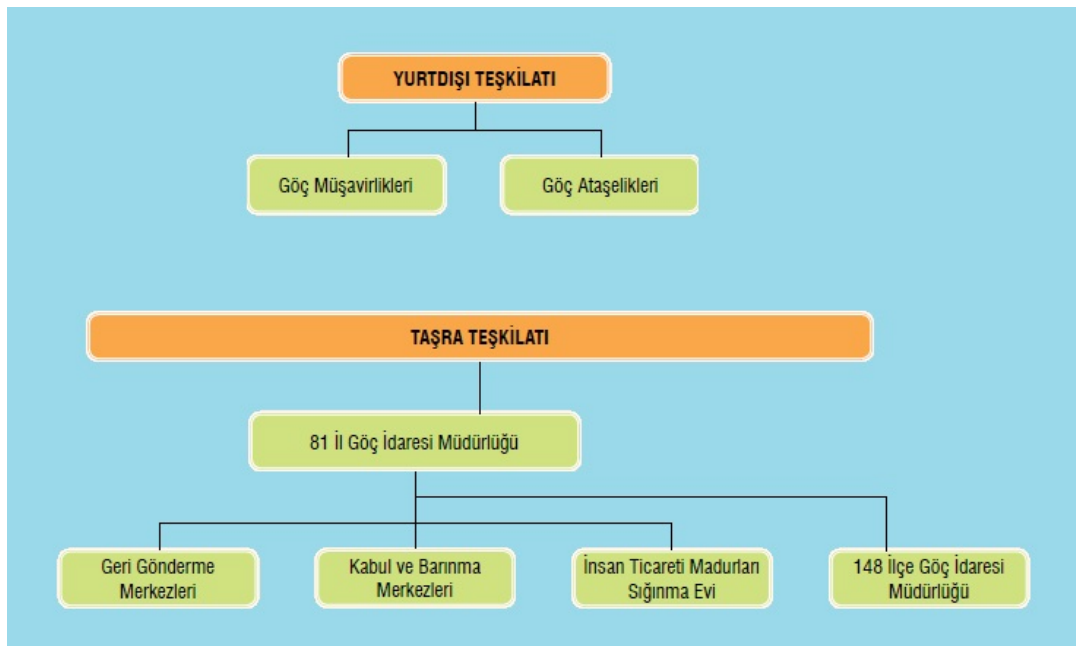 YURTDIŞI TEŞKİLATI
Göç Müşavirlikleri
Göç Ataşelikleri
TAŞRA TEŞKİLATI
81 İl Göç İdaresi Müdürlüğü
Geri Gönderme
Merkezleri
Kabul ve Barınma
Merkezleri
İnsan Ticareti Madurları
Sığınma Evi
148 İlçe Göç İdaresi
Müdürlüğü